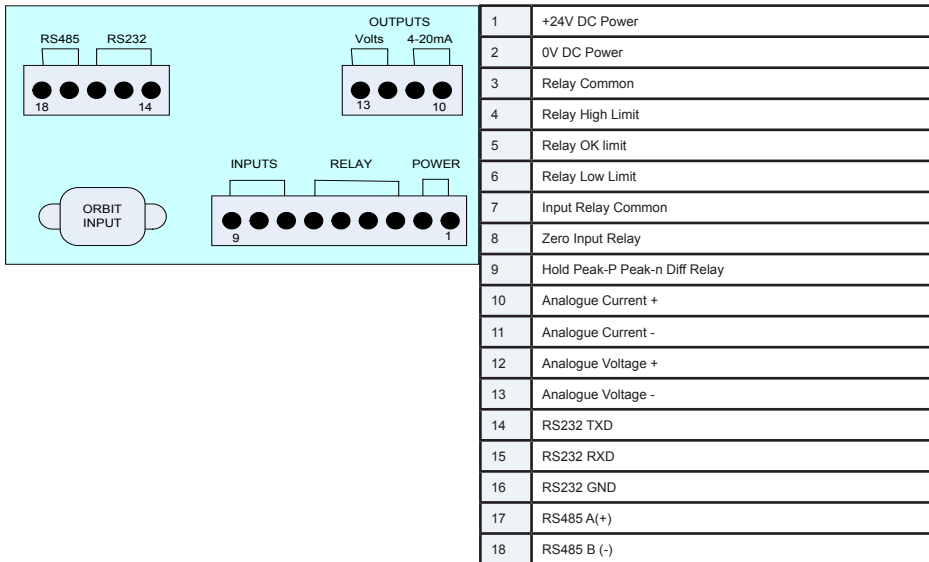 OUTPUTS
RS485 RS232 Volts 4-20mA
18 14 13 10
INPUTS RELAY POWER
ORBIT
INPUT
9 1
1 +24V DC Power
2 0V DC Power
3 Relay Common
4 Relay High Limit
5 Relay OK limit
6 Relay Low Limit
7 Input Relay Common
8 Zero Input Relay
9 Hold Peak-P Peak-n Diff Relay
10 Analogue Current +
11 Analogue Current -
12 Analogue Voltage +
13 Analogue Voltage -
14 RS232 TXD
15 RS232 RXD
16 RS232 GND
17 RS485 A(+)
18 RS485 B (-)